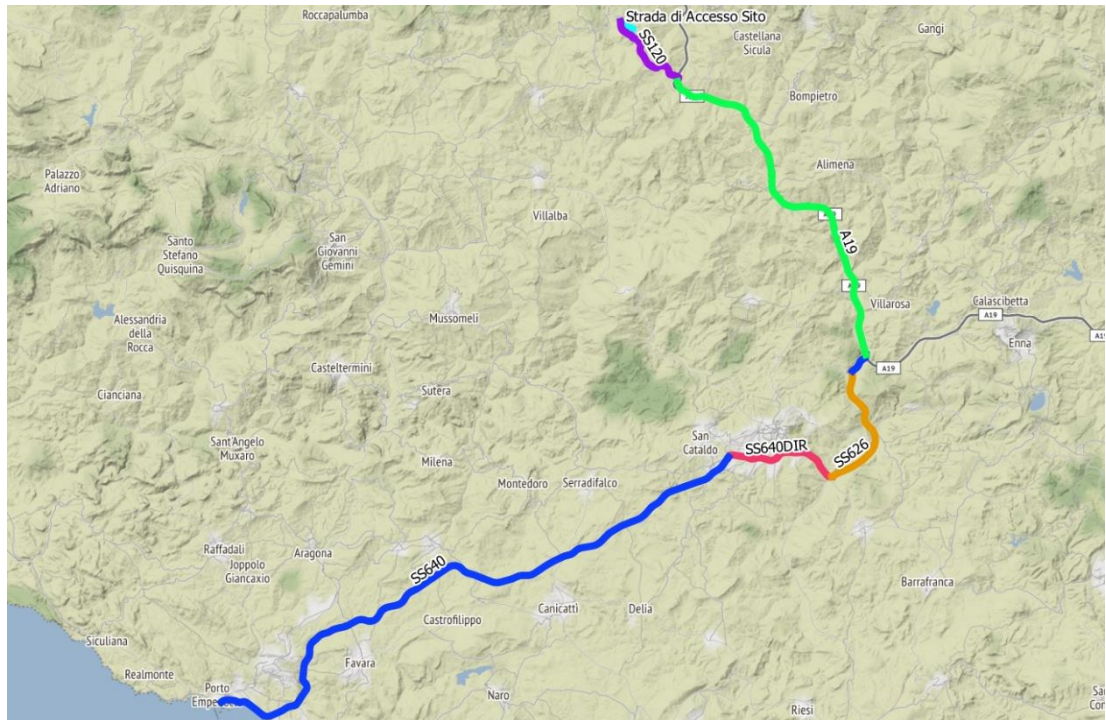 Roccapalumba
Strada di Accesso Sito
Castellana
Sicula
Gangi
SS120
Bompietro
Palazzo
Adriano
Alimena
Villalba
San
Giovanni
Gemini
Santo
Stefano
Quisquina
A19
Villarosa
Calascibetta
A19
Enna
A19
A19
Alessandria
della
Rocca
Mussomeli
Casteltermini
Cianciana
Sutera
Sant'Angelo
Muxaro
San
Cataldo
SS640DIR
SS626
Milena
Montedoro
Serradifalco
Raffadali
Joppolo
Giancaxio
Aragona
SS640
Barrafranca
Castrofilippo
Canicattì
Delia
Siculiana
Favara
Realmonte
Porto
Naro
Riesi